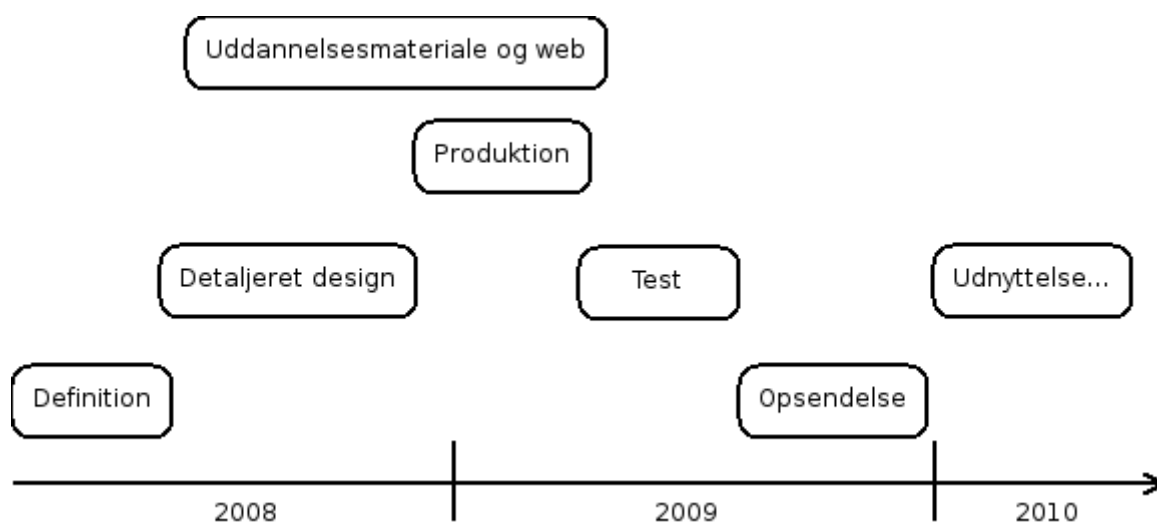 Uddannelsesmateriale og web
Produktion
Detaljeret design
Test
Udnyttelse...
Definition
Opsendelse
2008
2009
2010